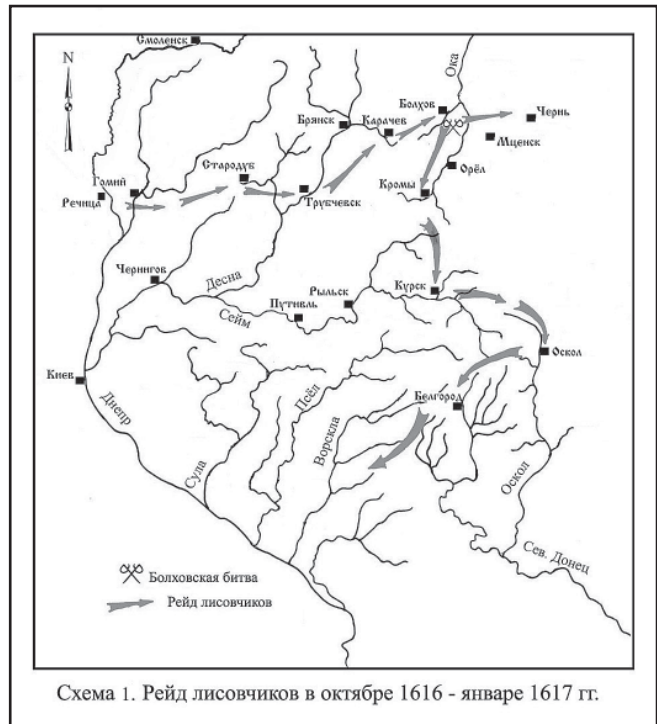 Смоленск
N
Ока
Болхов
Чернь
Брянск
Карачев
Мценск
Стародуб
Орёл
Гомий
Речица
Кромы
Трубчевск
Чернигов
Десна
Рыльск
Курск
Путивль
Сейм
Оскол
Киев
Днепр
Псёл
Белгород
Ворскла
Сула
Оскол
Сев. Донец
Болховская битва
Рейд лисовчиков
Схема 1. Рейд лисовчиков в октябре 1616 - январе 1617 гг.